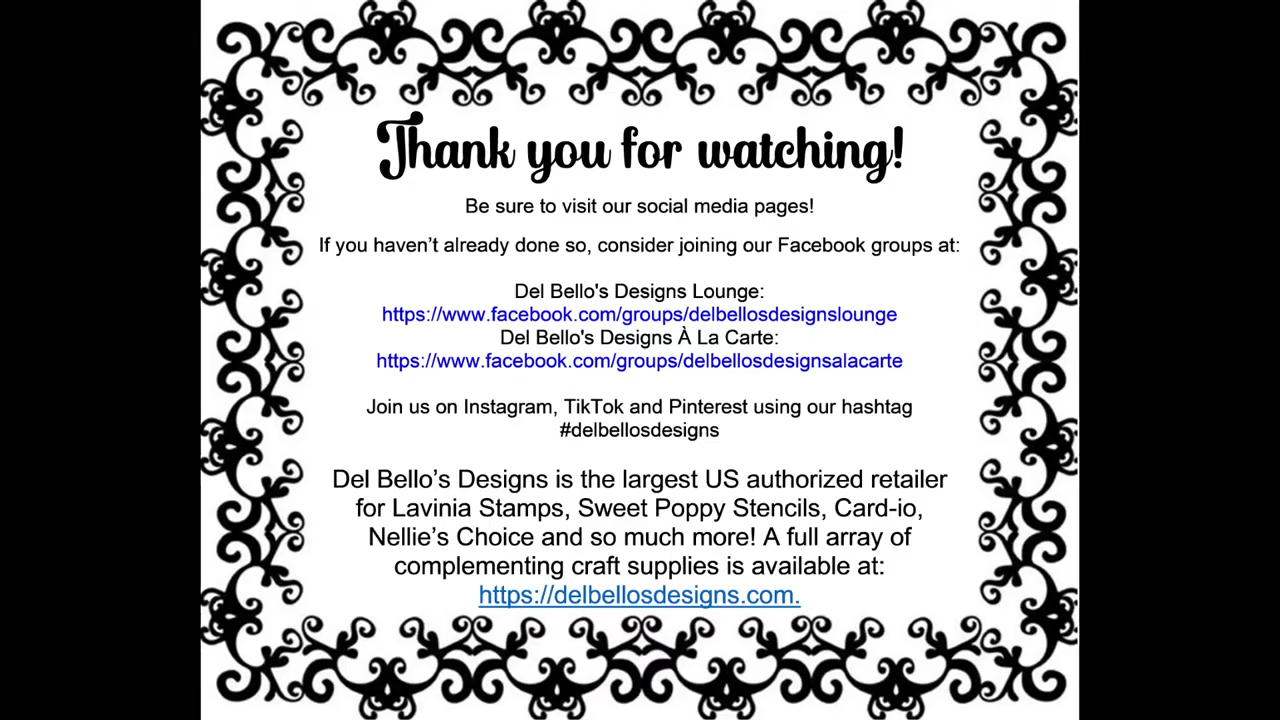 Thank you for watching!
Be sure to visit our social media pages!
If you haven’t already done so, consider joining our Facebook groups at:
Del Bello's Designs Lounge:
https://www.facebook.com/groups/delbellosdesignslounge
Del Bello's Designs À La Carte:
https://www.facebook.com/groups/delbellosdesignsalacarte
Join us on Instagram, TikTok and Pinterest using our hashtag
#delbellosdesigns
Del Bello’s Designs is the largest US authorized retailer
for Lavinia Stamps, Sweet Poppy Stencils, Card-io,
Nellie’s Choice and so much more! A full array of
complementing craft supplies is available at:
https://delbellosdesigns.com.